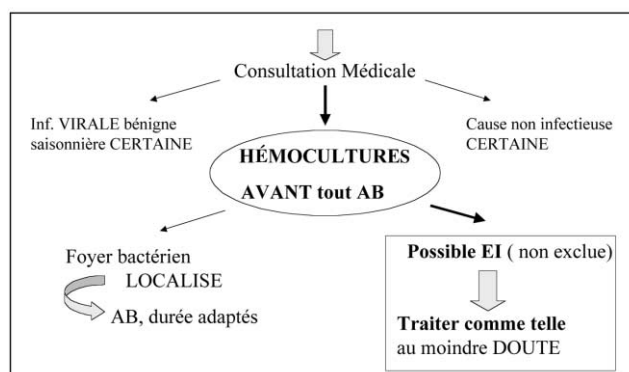 Consultation Médicale
Inf. VIRALE bénigne
saisonnière CERTAINE
Cause non infectieuse
CERTAINE
HÉMOCULTURES
AVANT tout AB
Foyer bactérien
LOCALISE
AB, durée adaptés
Possible EI ( non exclue)
Traiter comme telle
au moindre DOUTE